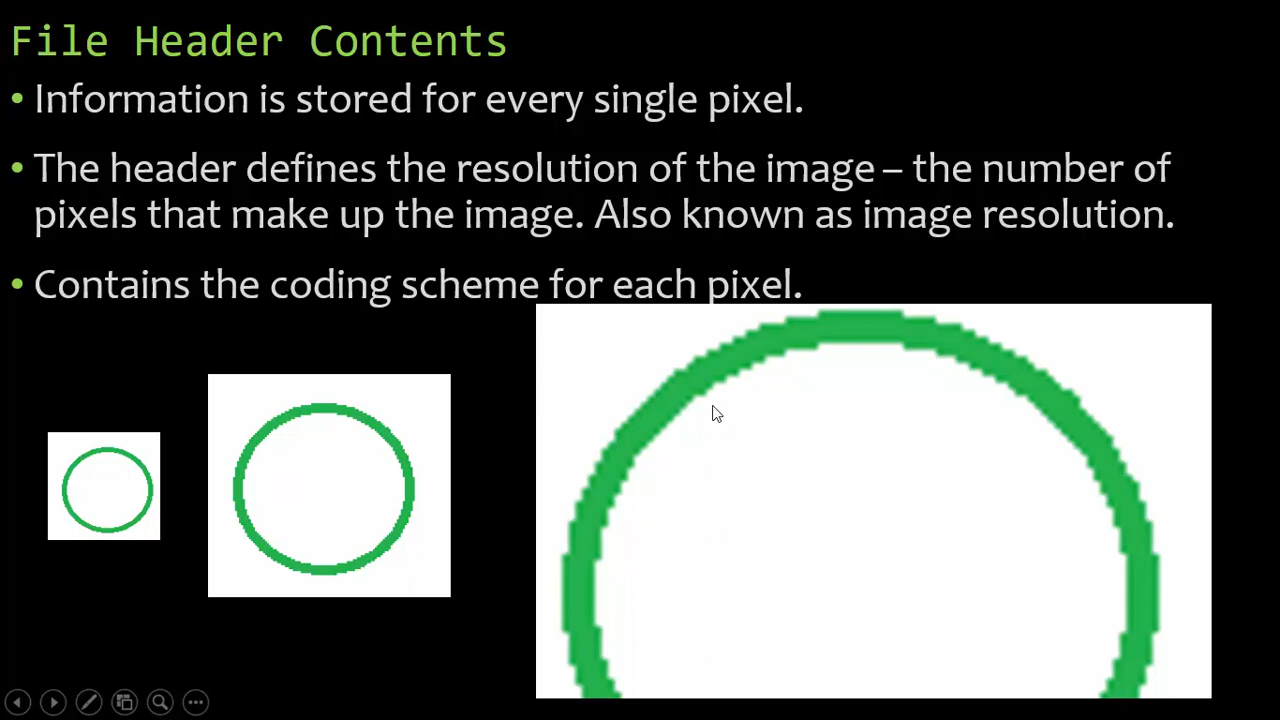 File Header Contents
• Information is stored for every single pixel.
• The header defines the resolution of the image – the number of
pixels that make up the image. Also known as image resolution.
• Contains the coding scheme for each pixel.